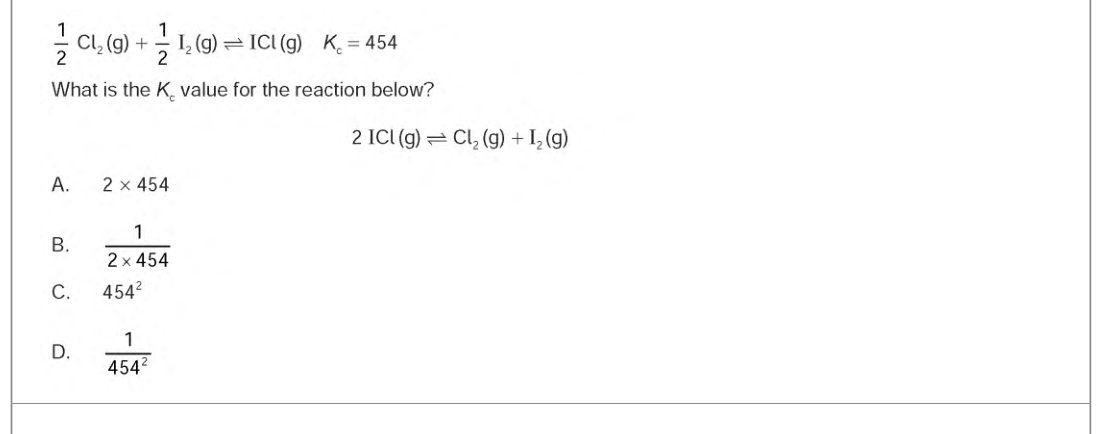 1/2 Cl₂ (g) + 1/2 I₂ (g) ⇌ ICl (g) K꜀ = 454
What is the K꜀ value for the reaction below?
2 ICl (g) ⇌ Cl₂ (g) + I₂ (g)
A. 2 × 454
B. 1/(2 × 454)
C. 454²
D. 1/454²